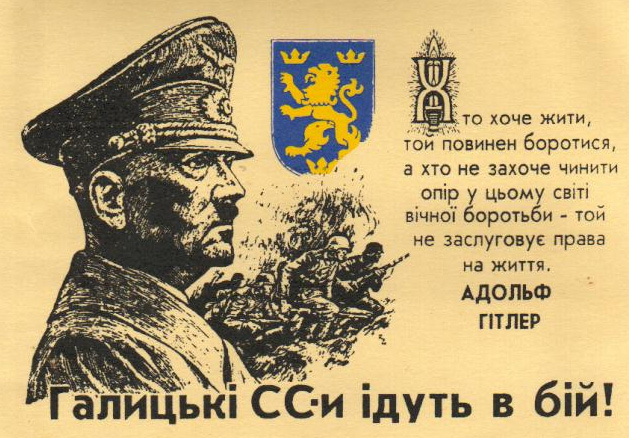 Хто хоче жити,
той повинен боротися,
а хто не захоче чинити
опір у цьому світі
вічної боротьби - той
не заслуговує права
на життя.
АДОЛЬФ
ГІТЛЕР
Галицькі СС-и ідуть в бій!